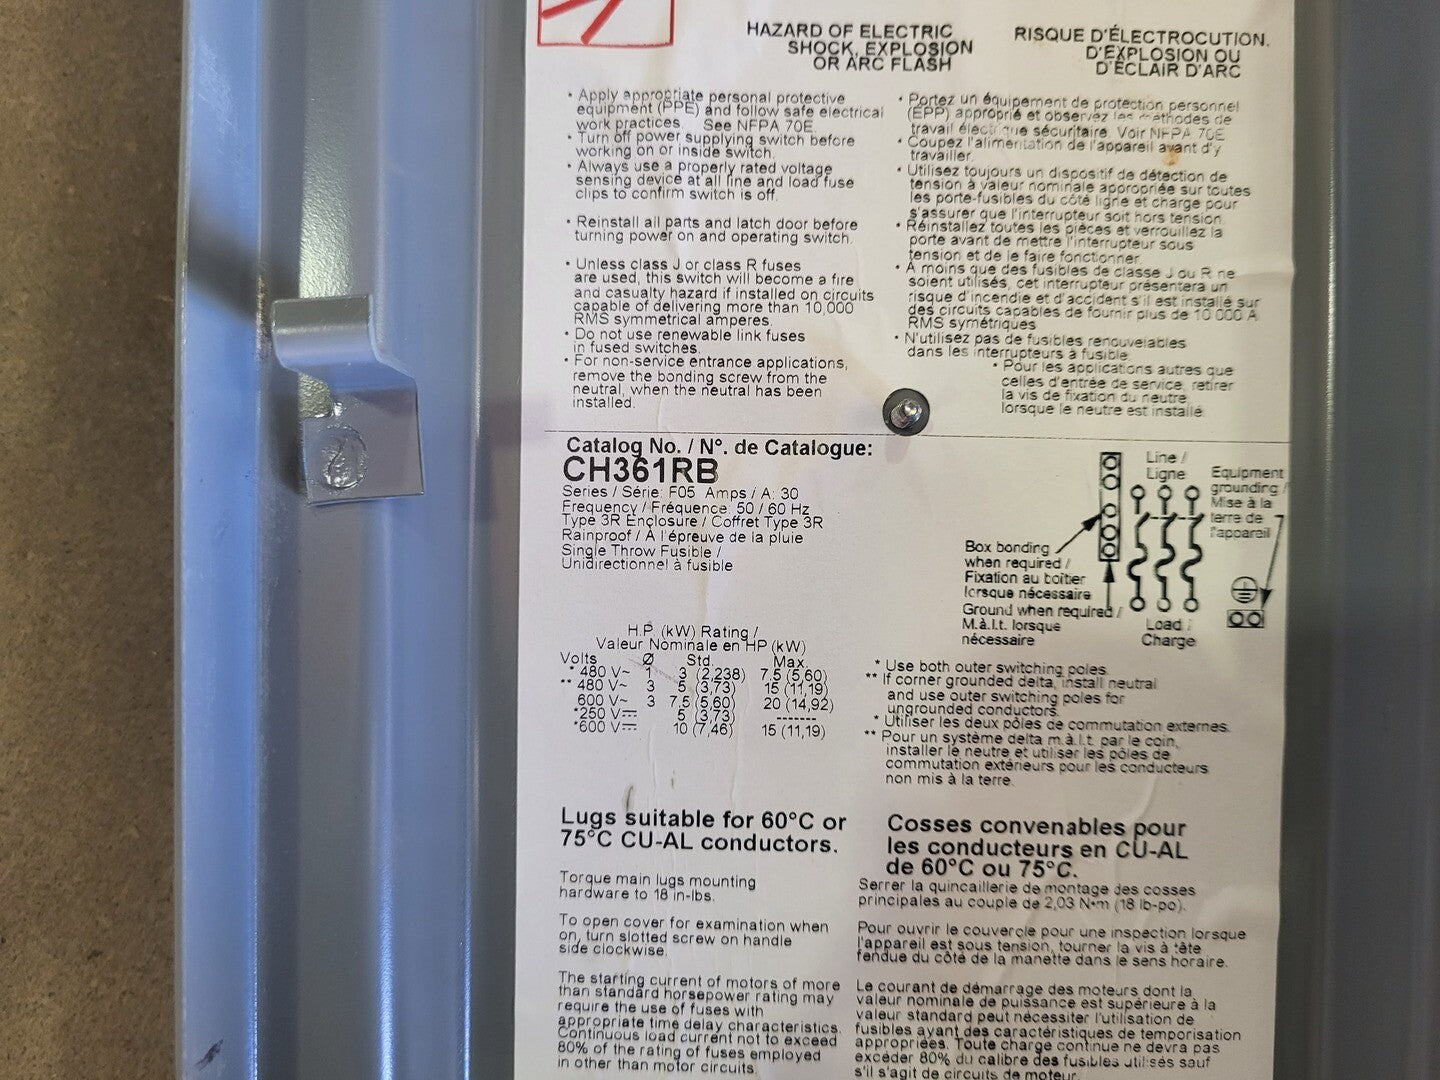 HAZARD OF ELECTRIC
SHOCK, EXPLOSION
OR ARC FLASH
• Apply appropriate personal protective
equipment (PPE) and follow safe electrical
work practices. See NFPA 70E
• Turn off power supplying switch before
working on or inside switch.
• Always use a properly rated voltage
sensing device at all line and load fuse
clips to confirm switch is off.
• Reinstall all parts and latch door before
turning power on and operating switch.
• Unless class J or class R fuses
are used, this switch will become a fire
and casualty hazard if installed on circuits
capable of delivering more than 10,000
RMS symmetrical amperes.
• Do not use renewable link fuses
in fused switches.
• For non-service entrance applications,
remove the bonding screw from the
neutral, when the neutral has been
installed.
RISQUE D'ÉLECTROCUTION.
D'EXPLOSION OU
D'ÉCLAIR D'ARC
• Portez un équipement de protection personnel
(EPP) approprié et observez les méthodes de
travail électrique sécuritaire. Voir NFPA 70E
• Coupez l'alimentation de l'appareil avant d'y
travailler.
• Utilisez toujours un dispositif de détection de
tension à valeur nominale appropriée sur toutes
les porte-fusibles du côté ligne et charge pour
s'assurer que l'interrupteur soit hors tension.
• Réinstallez toutes les pièces et verrouillez la
porte avant de mettre l'interrupteur sous
tension et de le faire fonctionner.
• À moins que des fusibles de classe J ou R ne
soient utilisés, cet interrupteur présentera un
risque d'incendie et d'accident s'il est installé sur
des circuits capables de fournir plus de 10 000 A
RMS symétriques
• N'utilisez pas de fusibles renouvelables
dans les interrupteurs à fusible.
• Pour les applications autres que
celles d'entrée de service, retirer
la vis de fixation du neutre,
lorsque le neutre est installé.
Catalog No. / N°. de Catalogue:
CH361RB
Series / Série: F05 Amps / A: 30
Frequency / Fréquence: 50 / 60 Hz
Type 3R Enclosure / Coffret Type 3R
Rainproof / À l'épreuve de la pluie
Single Throw Fusible /
Unidirectionnel à fusible
Line /
Ligne
Equipment
grounding /
Mise à la
terre de
l'appareil
Box bonding
when required /
Fixation au boîtier
lorsque nécessaire
Ground when required /
M.à.l.t. lorsque
nécessaire
Load /
Charge
H.P. (kW) Rating /
Valeur Nominale en HP (kW)
Volts Ø Std. Max.
* 480 V~ 1 3 (2,238) 7.5 (5,60)
** 480 V~ 3 5 (3,73) 15 (11,19)
600 V~ 3 7.5 (5,60) 20 (14,92)
*250 V⎓ 5 (3,73) -------
*600 V⎓ 10 (7,46) 15 (11,19)
* Use both outer switching poles.
** If corner grounded delta, install neutral
and use outer switching poles for
ungrounded conductors.
* Utiliser les deux pôles de commutation externes.
** Pour un système delta m.à.l.t. par le coin,
installer le neutre et utiliser les pôles de
commutation extérieurs pour les conducteurs
non mis à la terre.
Lugs suitable for 60°C or
75°C CU-AL conductors.
Torque main lugs mounting
hardware to 18 in-lbs.
To open cover for examination when
on, turn slotted screw on handle
side clockwise.
The starting current of motors of more
than standard horsepower rating may
require the use of fuses with
appropriate time delay characteristics.
Continuous load current not to exceed
80% of the rating of fuses employed
in other than motor circuits.
Cosses convenables pour
les conducteurs en CU-AL
de 60°C ou 75°C.
Serrer la quincaillerie de montage des cosses
principales au couple de 2,03 N•m (18 lb-po).
Pour ouvrir le couvercle pour une inspection lorsque
l'appareil est sous tension, tourner la vis à tête
fendue du côté de la manette dans le sens horaire.
Le courant de démarrage des moteurs dont la
valeur nominale de puissance est supérieure à la
valeur standard peut nécessiter l'utilisation de
fusibles ayant des caractéristiques de temporisation
appropriées. Toute charge continue ne devra pas
excéder 80% du calibre des fusibles utilisés sauf
s'il s'agit de circuits de moteur.